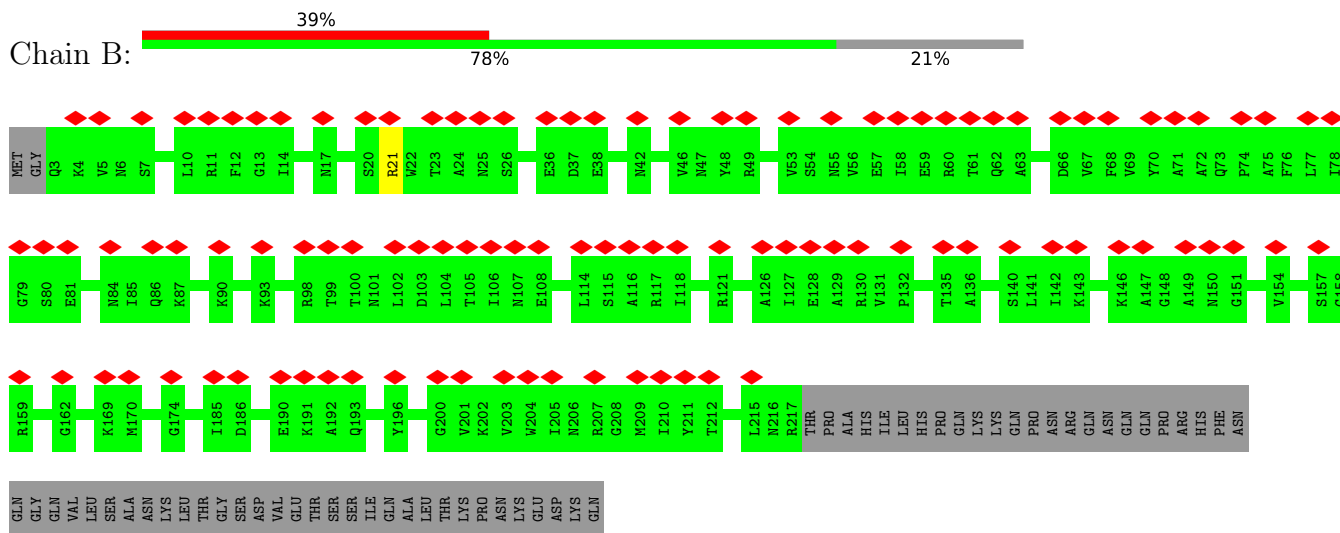 39%
Chain B:
78% 21%
MET GLY Q3 K4 V5 N6 S7 L10 R11 F12 G13 I14 N17 S20 R21 W22 T23 A24 N25 S26 E36 D37 E38 N42 V46 N47 Y48 R49 V53 S54 N55 V56 E57 I58 E59 R60 T61 Q62 A63 D66 V67 F68 V69 Y70 A71 A72 Q73 P74 A75 F76 L77 I78
G79 S80 E81 N84 I85 Q86 K87 K90 K93 R98 T99 T100 N101 L102 D103 L104 T105 I106 N107 E108 L114 S115 A116 R117 I118 R121 A126 I127 E128 A129 R130 V131 P132 T135 A136 S140 L141 I142 K143 K146 A147 G148 A149 N150 G151 V154 S157 G158
R159 G162 K169 M170 G174 I185 D186 E190 K191 A192 Q193 Y196 G200 V201 K202 V203 W204 I205 N206 R207 G208 M209 I210 Y211 T212 L215 N216 R217 THR PRO ALA HIS ILE LEU HIS PRO GLN LYS LYS GLN PRO ASN ARG GLN ASN GLN GLN PRO ARG HIS PHE ASN
GLN GLY GLN VAL LEU SER ALA ASN LYS LEU THR GLY SER ASP VAL GLU THR SER SER ILE GLN ALA LEU THR LYS PRO ASN LYS GLU ASP LYS GLN